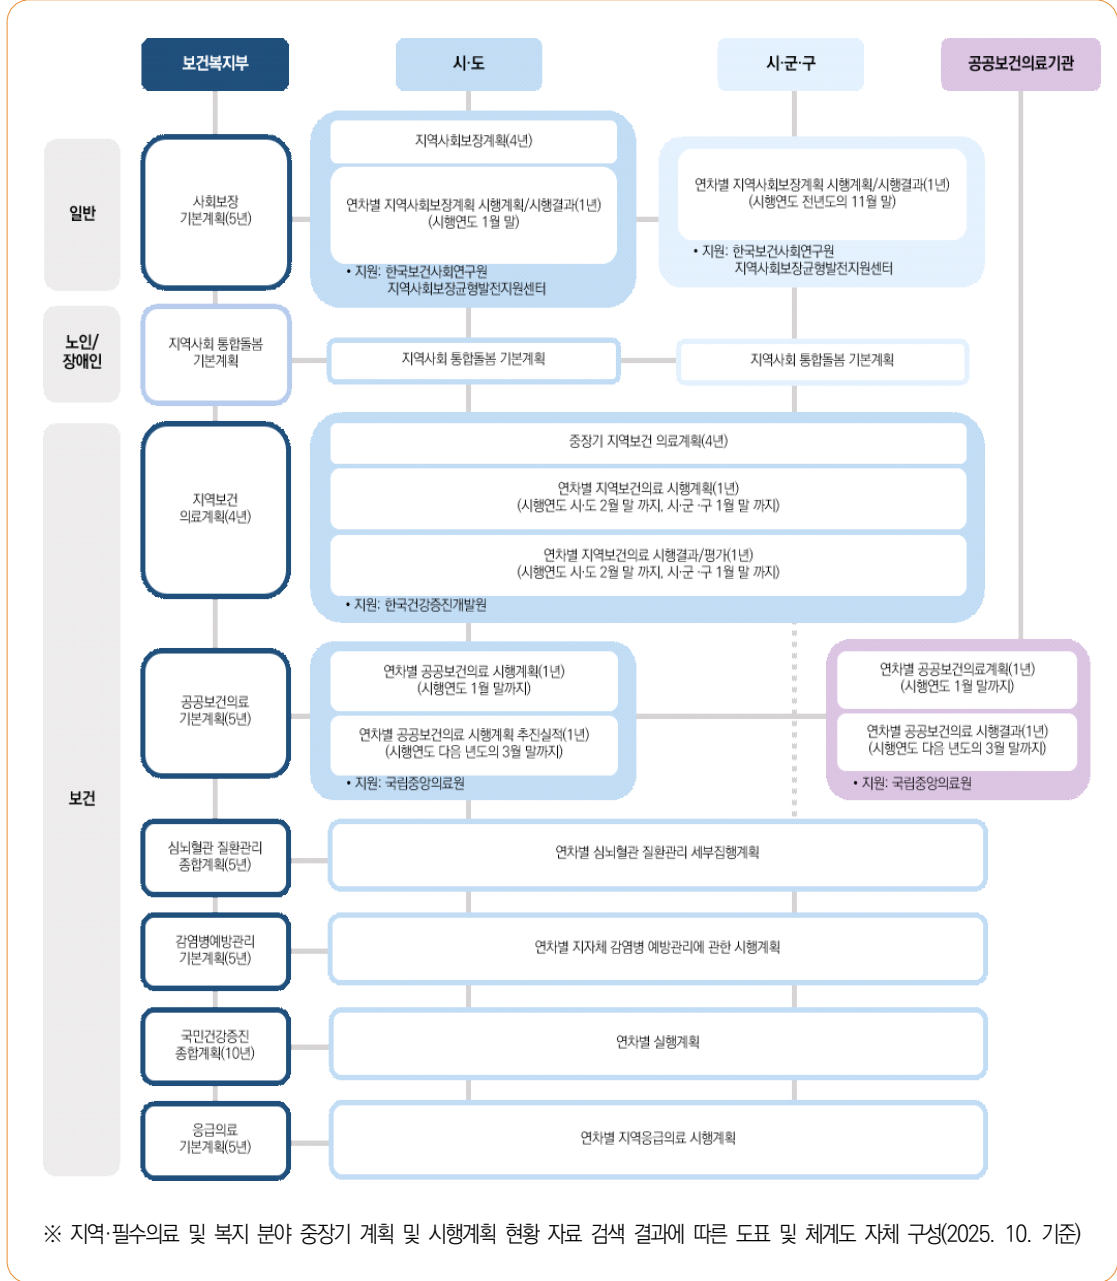 보건복지부
시·도
시·군·구
공공보건의료기관
일반
사회보장
기본계획(5년)
지역사회보장계획(4년)
연차별 지역사회보장계획 시행계획/시행결과(1년)
(시행연도 1월 말)
• 지원: 한국보건사회연구원
지역사회보장균형발전지원센터
연차별 지역사회보장계획 시행계획/시행결과(1년)
(시행연도 전년도의 11월 말)
• 지원: 한국보건사회연구원
지역사회보장균형발전지원센터
노인/
장애인
지역사회 통합돌봄
기본계획
지역사회 통합돌봄 기본계획
지역사회 통합돌봄 기본계획
보건
지역보건
의료계획(4년)
중장기 지역보건 의료계획(4년)
연차별 지역보건의료 시행계획(1년)
(시행연도 시·도 2월 말 까지, 시·군 ·구 1월 말 까지)
연차별 지역보건의료 시행결과/평가(1년)
(시행연도 시·도 2월 말 까지, 시·군 ·구 1월 말 까지)
• 지원: 한국건강증진개발원
공공보건의료
기본계획(5년)
연차별 공공보건의료 시행계획(1년)
(시행연도 1월 말까지)
연차별 공공보건의료 시행계획 추진실적(1년)
(시행연도 다음 년도의 3월 말까지)
• 지원: 국립중앙의료원
연차별 공공보건의료계획(1년)
(시행연도 1월 말까지)
연차별 공공보건의료 시행결과(1년)
(시행연도 다음 년도의 3월 말까지)
• 지원: 국립중앙의료원
심뇌혈관 질환관리
종합계획(5년)
연차별 심뇌혈관 질환관리 세부집행계획
감염병예방관리
기본계획(5년)
연차별 지자체 감염병 예방관리에 관한 시행계획
국민건강증진
종합계획(10년)
연차별 실행계획
응급의료
기본계획(5년)
연차별 지역응급의료 시행계획
※ 지역·필수의료 및 복지 분야 중장기 계획 및 시행계획 현황 자료 검색 결과에 따른 도표 및 체계도 자체 구성(2025. 10. 기준)